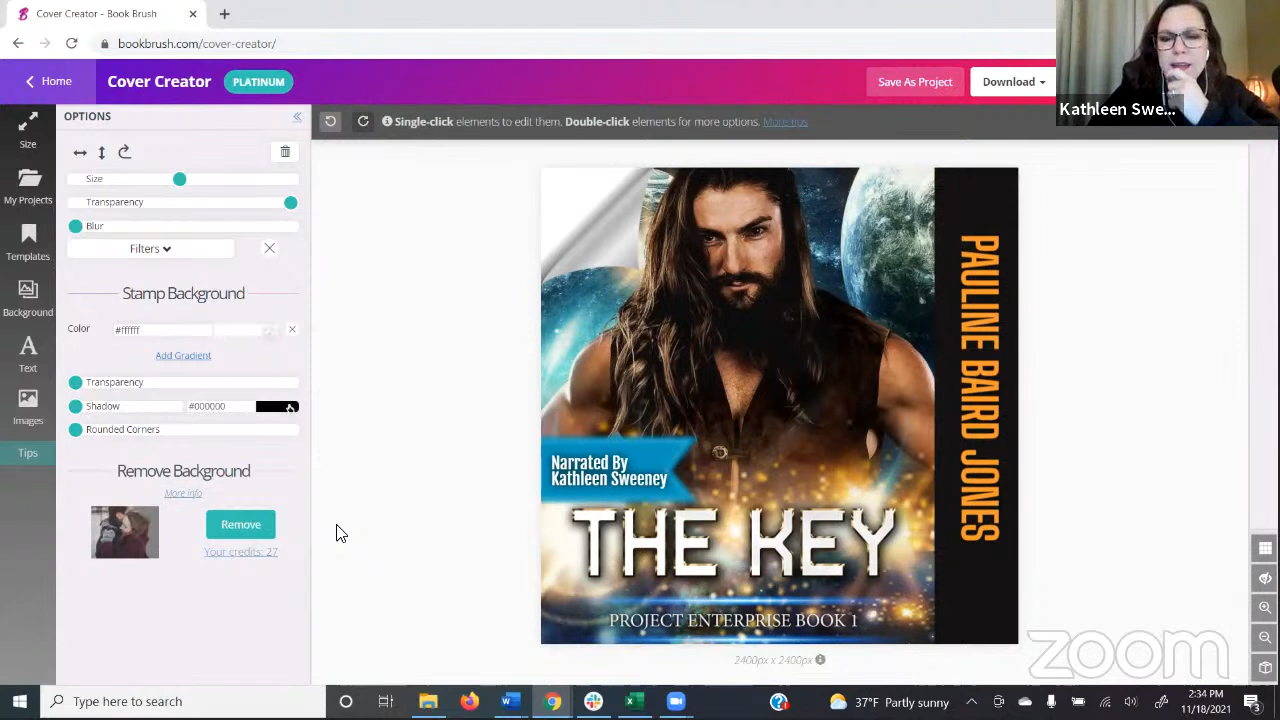 Cover Creator - Book Brush
bookbrush.com/cover-creator/
Home
Cover Creator
PLATINUM
Save As Project
Download
Kathleen Swe...
OPTIONS
Single-click elements to edit them. Double-click elements for more options. More tips
Size
My Projects
Templates
Background
Text
Images
Tips
Size
Transparency
Blur
Filters
Stamp Background
Color
#ffffff
Add Gradient
Transparency
Shadow
#000000
Rounded Corners
Remove Background
More info
Remove
Your credits: 27
PAULINE BAIRD JONES
Narrated By
Kathleen Sweeney
THE KEY
PROJECT ENTERPRISE BOOK 1
2400px x 2400px
zoom
Type here to search
37°F Partly sunny
2:34 PM
11/18/2021
3